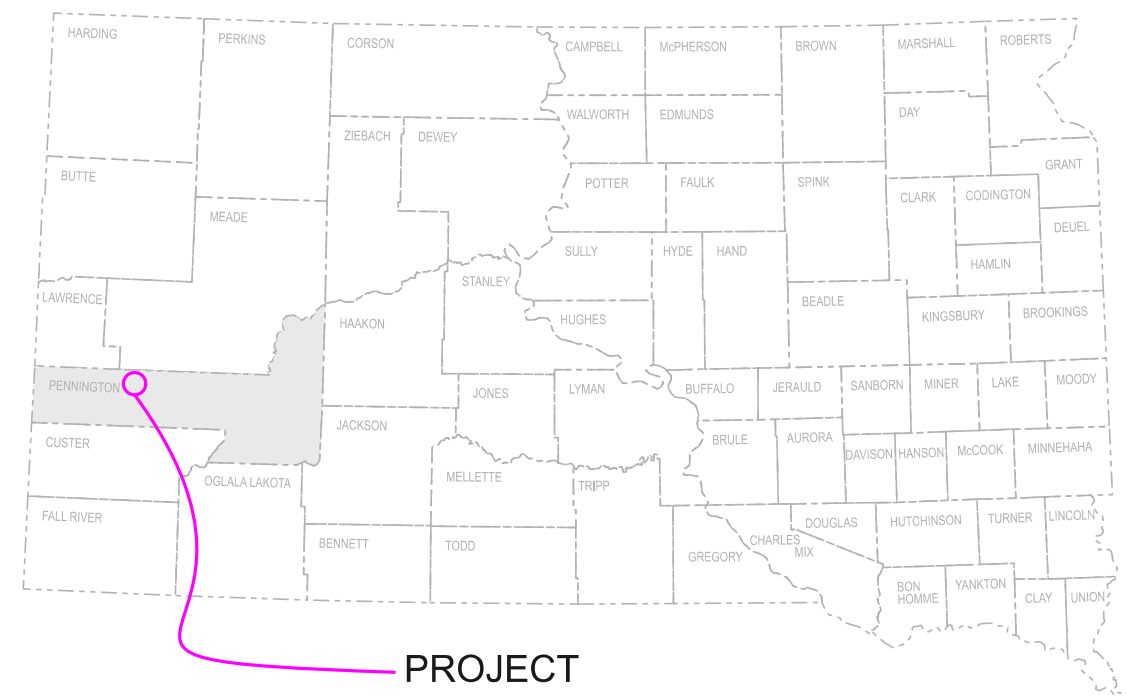 HARDING
PERKINS
CORSON
CAMPBELL
McPHERSON
BROWN
MARSHALL
ROBERTS
WALWORTH
EDMUNDS
DAY
ZIEBACH
DEWEY
GRANT
BUTTE
POTTER
FAULK
SPINK
CLARK
CODINGTON
MEADE
DEUEL
SULLY
HYDE
HAND
HAMLIN
STANLEY
LAWRENCE
BEADLE
HAAKON
HUGHES
KINGSBURY
BROOKINGS
PENNINGTON
JONES
LYMAN
BUFFALO
JERAULD
SANBORN
MINER
LAKE
MOODY
CUSTER
JACKSON
BRULE
AURORA
DAVISON
HANSON
McCOOK
MINNEHAHA
OGLALA LAKOTA
MELLETTE
TRIPP
FALL RIVER
BENNETT
TODD
GREGORY
CHARLES
MIX
DOUGLAS
HUTCHINSON
TURNER
LINCOLN
BON
HOMME
YANKTON
CLAY
UNION
PROJECT